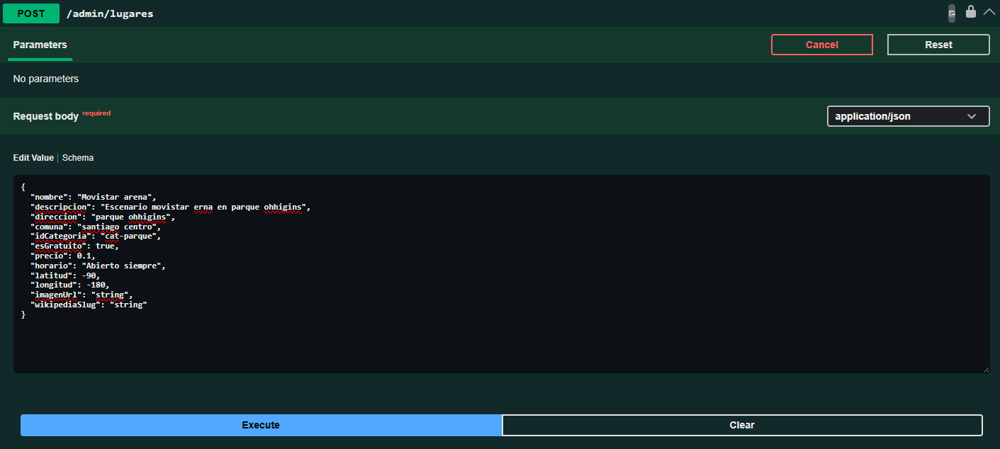 POST /admin/lugares
Parameters Cancel Reset
No parameters
Request body required application/json
Edit Value | Schema
{
  "nombre": "Movistar arena",
  "descripcion": "Escenario movistar erna en parque ohhigins",
  "direccion": "parque ohhigins",
  "comuna": "santiago centro",
  "idCategoria": "cat-parque",
  "esGratuito": true,
  "precio": 0.1,
  "horario": "Abierto siempre",
  "latitud": -90,
  "longitud": -180,
  "imagenUrl": "string",
  "wikipediaSlug": "string"
}
Execute Clear